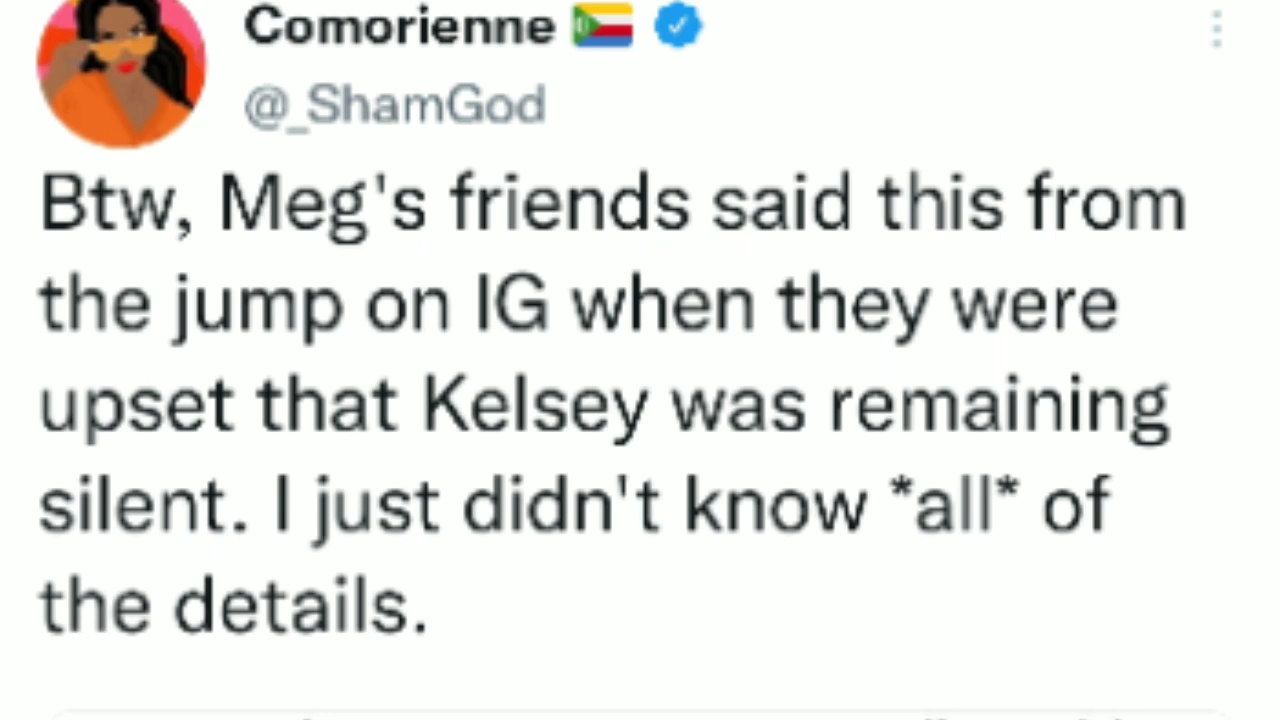 Comorienne 🇰🇲
@_ShamGod
Btw, Meg's friends said this from
the jump on IG when they were
upset that Kelsey was remaining
silent. I just didn't know *all* of
the details.